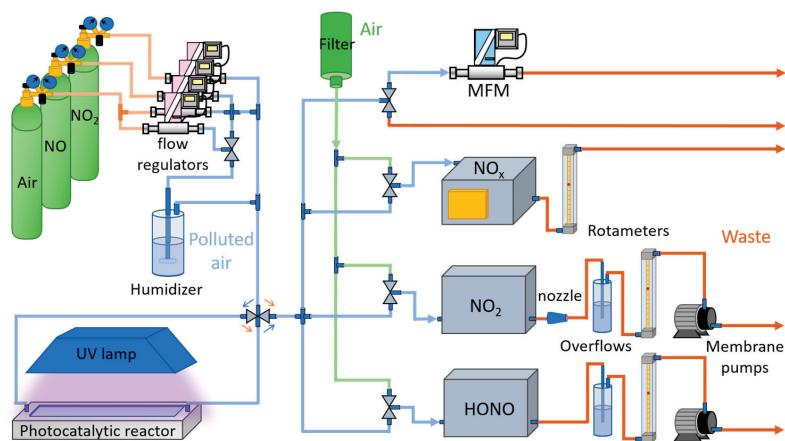 Filter
Air
MFM
NO2
NO
Air
flow
regulators
NOx
Rotameters
Waste
Polluted
air
Humidizer
NO2
nozzle
Overflows
Membrane
pumps
UV lamp
HONO
Photocatalytic reactor